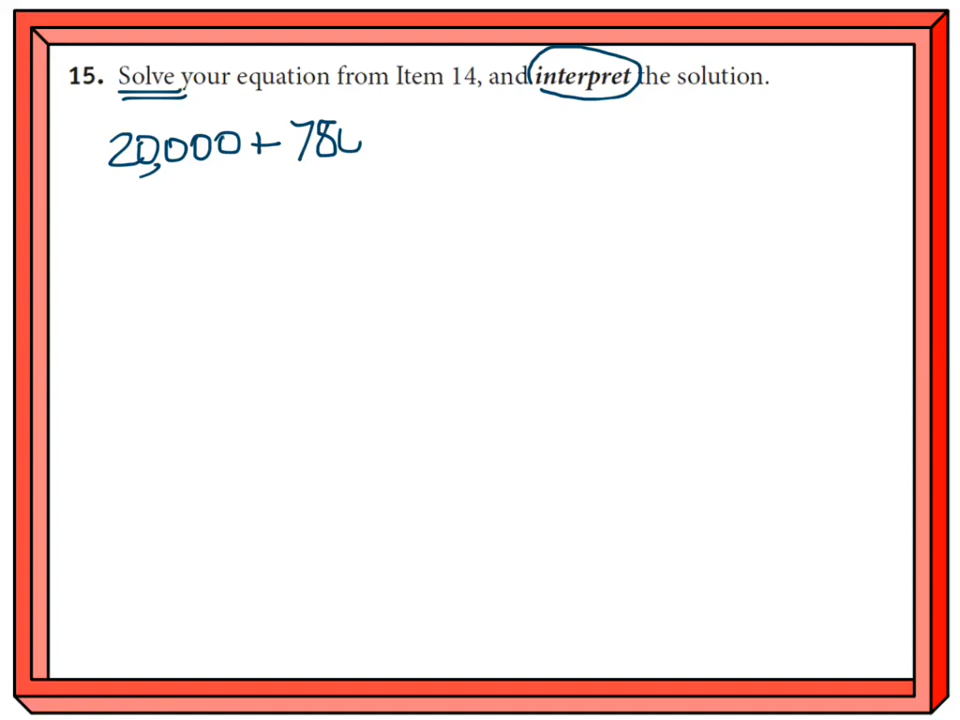 15. Solve your equation from Item 14, and interpret the solution.
20,000 + 78